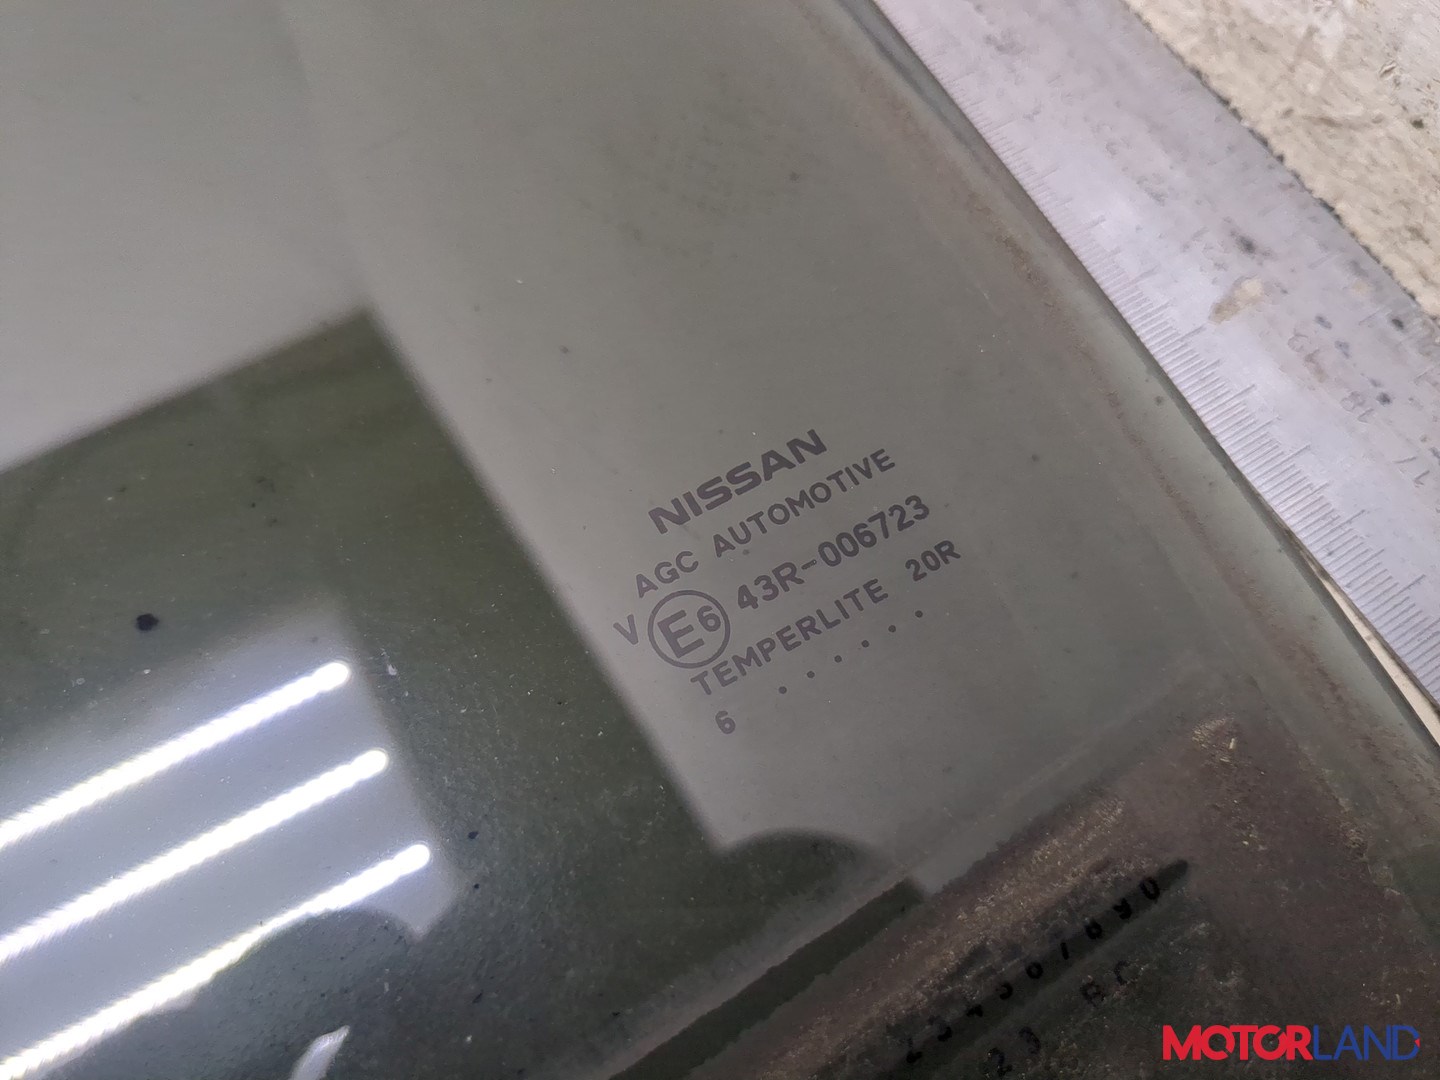 NISSAN
AGC AUTOMOTIVE
V E6 43R-006723
TEMPERLITE 20R
6 . . . . . .
MOTORLAND